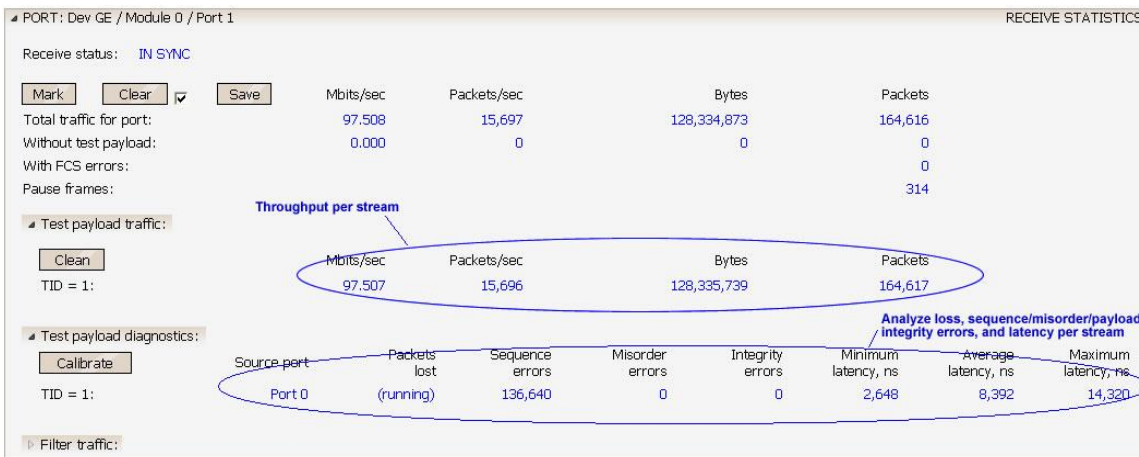 PORT: Dev GE / Module 0 / Port 1 RECEIVE STATISTICS
Receive status: IN SYNC
Mark Clear Save Mbits/sec Packets/sec Bytes Packets
Total traffic for port: 97.508 15,697 128,334,873 164,616
Without test payload: 0.000 0 0 0
With FCS errors: 0
Pause frames: 314
Throughput per stream
Test payload traffic:
Clean Mbits/sec Packets/sec Bytes Packets
TID = 1: 97.507 15,696 128,335,739 164,617
Analyze loss, sequence/misorder/payload
integrity errors, and latency per stream
Test payload diagnostics:
Calibrate Source port Packets lost Sequence errors Misorder errors Integrity errors Minimum latency, ns Average latency, ns Maximum latency, ns
TID = 1: Port 0 (running) 136,640 0 0 2,648 8,392 14,320
Filter traffic: